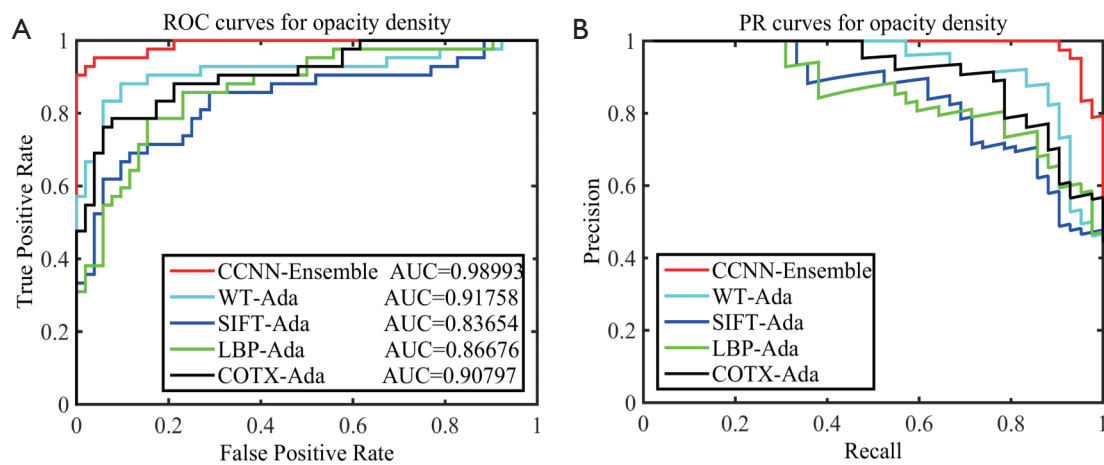 A
ROC curves for opacity density
True Positive Rate
1
0.8
0.6
0.4
0.2
0
CCNN-Ensemble AUC=0.98993
WT-Ada AUC=0.91758
SIFT-Ada AUC=0.83654
LBP-Ada AUC=0.86676
COTX-Ada AUC=0.90797
0 0.2 0.4 0.6 0.8 1
False Positive Rate
B
PR curves for opacity density
Precision
1
0.8
0.6
0.4
0.2
0
CCNN-Ensemble
WT-Ada
SIFT-Ada
LBP-Ada
COTX-Ada
0 0.2 0.4 0.6 0.8 1
Recall